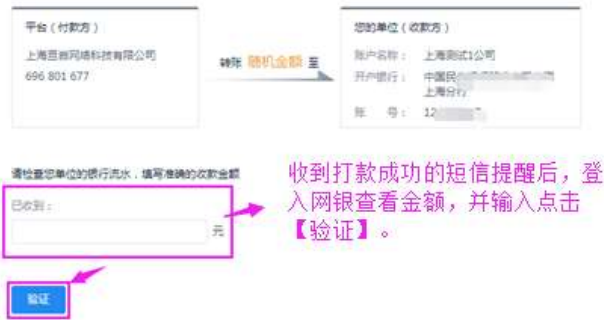 平台（付款方）
上海百首网络科技有限公司
696 801 677
转账 随机金额 至
您的单位（收款方）
账户名称： 上海测试1公司
开户银行： 中国民
上海分行
账 号： 12
请检查您单位的银行流水，填写准确的收款金额
已收到：
元
验证
收到打款成功的短信提醒后，登
入网银查看金额，并输入点击
【验证】。